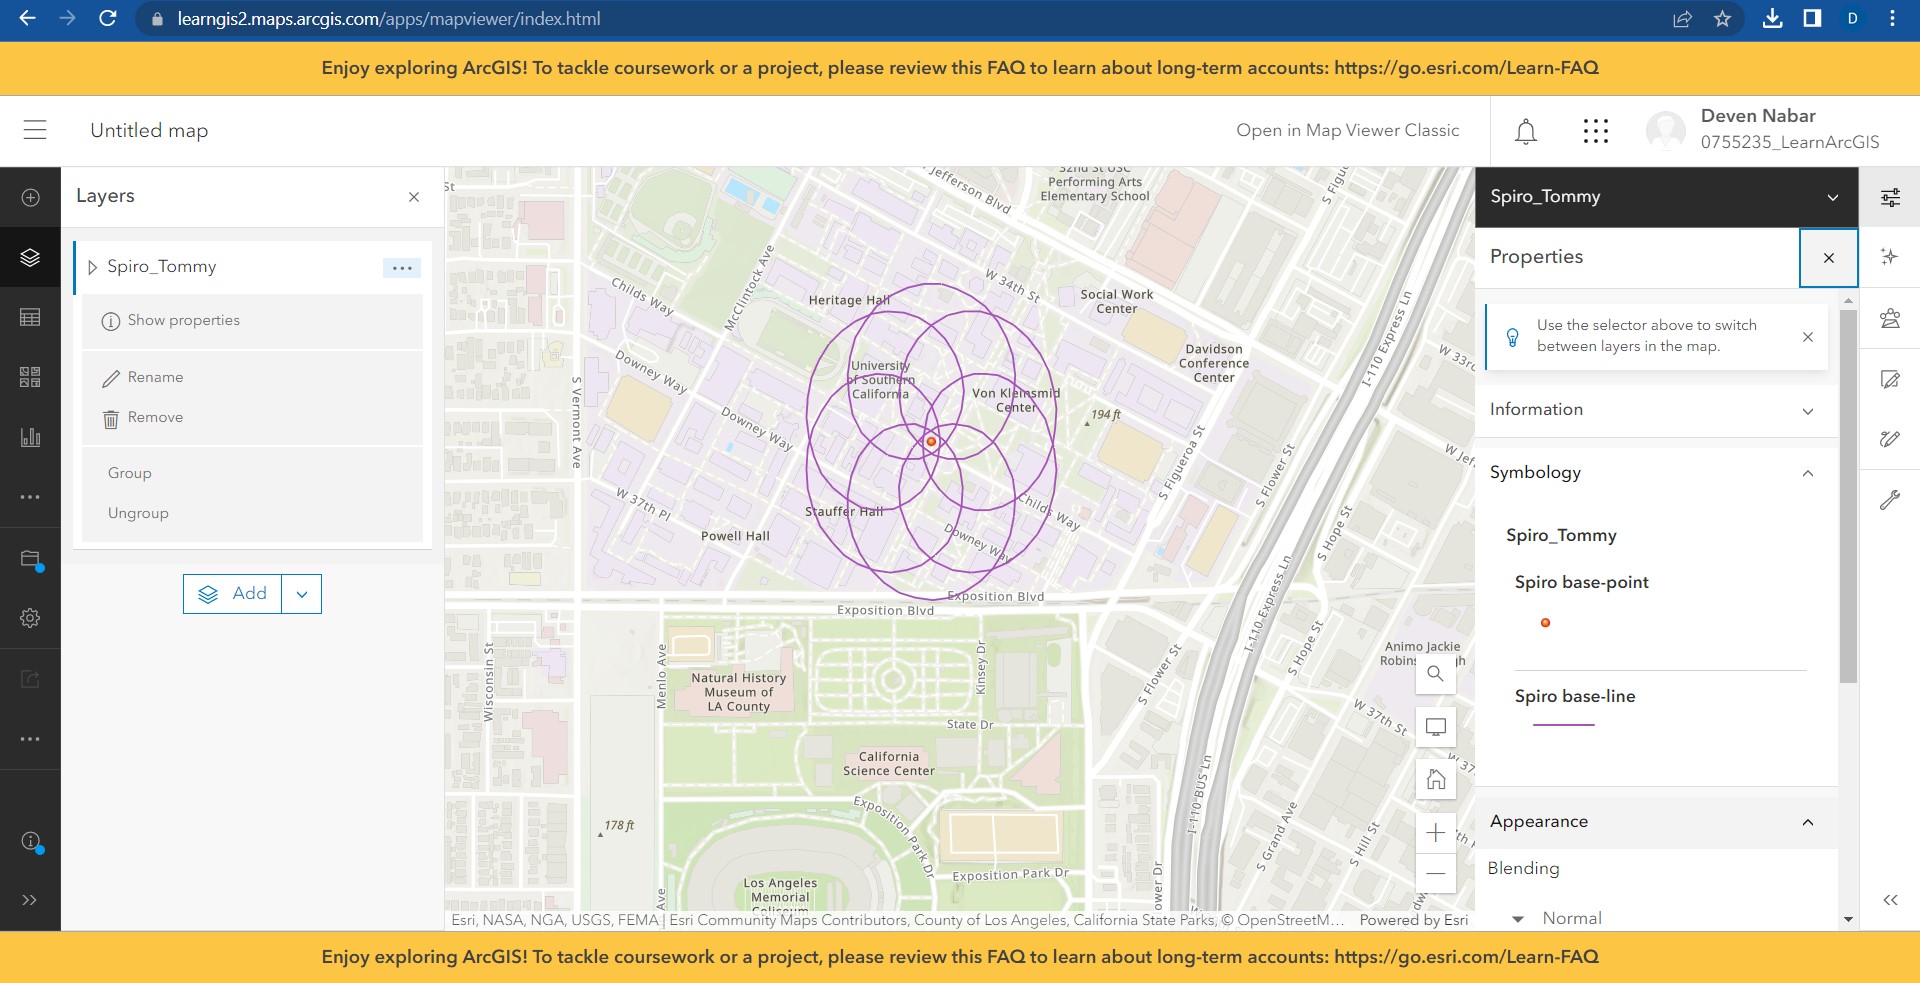 learngis2.maps.arcgis.com/apps/mapviewer/index.html
D
Enjoy exploring ArcGIS! To tackle coursework or a project, please review this FAQ to learn about long-term accounts: https://go.esri.com/Learn-FAQ
Untitled map
Open in Map Viewer Classic
Deven Nabar
0755235_LearnArcGIS
Layers
Spiro_Tommy
Show properties
Rename
Remove
Group
Ungroup
Add
St
Jefferson Blvd
32nd St USC
Performing Arts
Elementary School
S Figu
McClintock Ave
W 34th St
Childs Way
Heritage Hall
Social Work
Center
I-110 Express Ln
Downey Way
University
of Southern
California
Davidson
Conference
Center
W 33rd
Von KleinSmid
Center
194 ft
S Vermont Ave
Downey Way
S Figueroa St
S Flower St
W Jef
W 37th Pl
Stauffer Hall
Childs Way
Powell Hall
Downey Way
S Hope St
Exposition Blvd
Exposition Blvd
I-110 Express Ln
Wisconsin St
Menlo Ave
Kinsey Dr
S Flower St
S Hope St
Animo Jackie
Robins
Natural History
Museum of
LA County
State Dr
W 37th St
California
Science Center
W 37
I-110 BUS Ln
Exposition Park Dr
178 ft
S Grand Ave
S Hill St
Exposition Park Dr
Los Angeles
Memorial
Coliseum
Ave
ower Dr
Esri, NASA, NGA, USGS, FEMA | Esri Community Maps Contributors, County of Los Angeles, California State Parks, © OpenStreetM...
Powered by Esri
Spiro_Tommy
Properties
Use the selector above to switch
between layers in the map.
Information
Symbology
Spiro_Tommy
Spiro base-point
Spiro base-line
Appearance
Blending
Normal
Enjoy exploring ArcGIS! To tackle coursework or a project, please review this FAQ to learn about long-term accounts: https://go.esri.com/Learn-FAQ